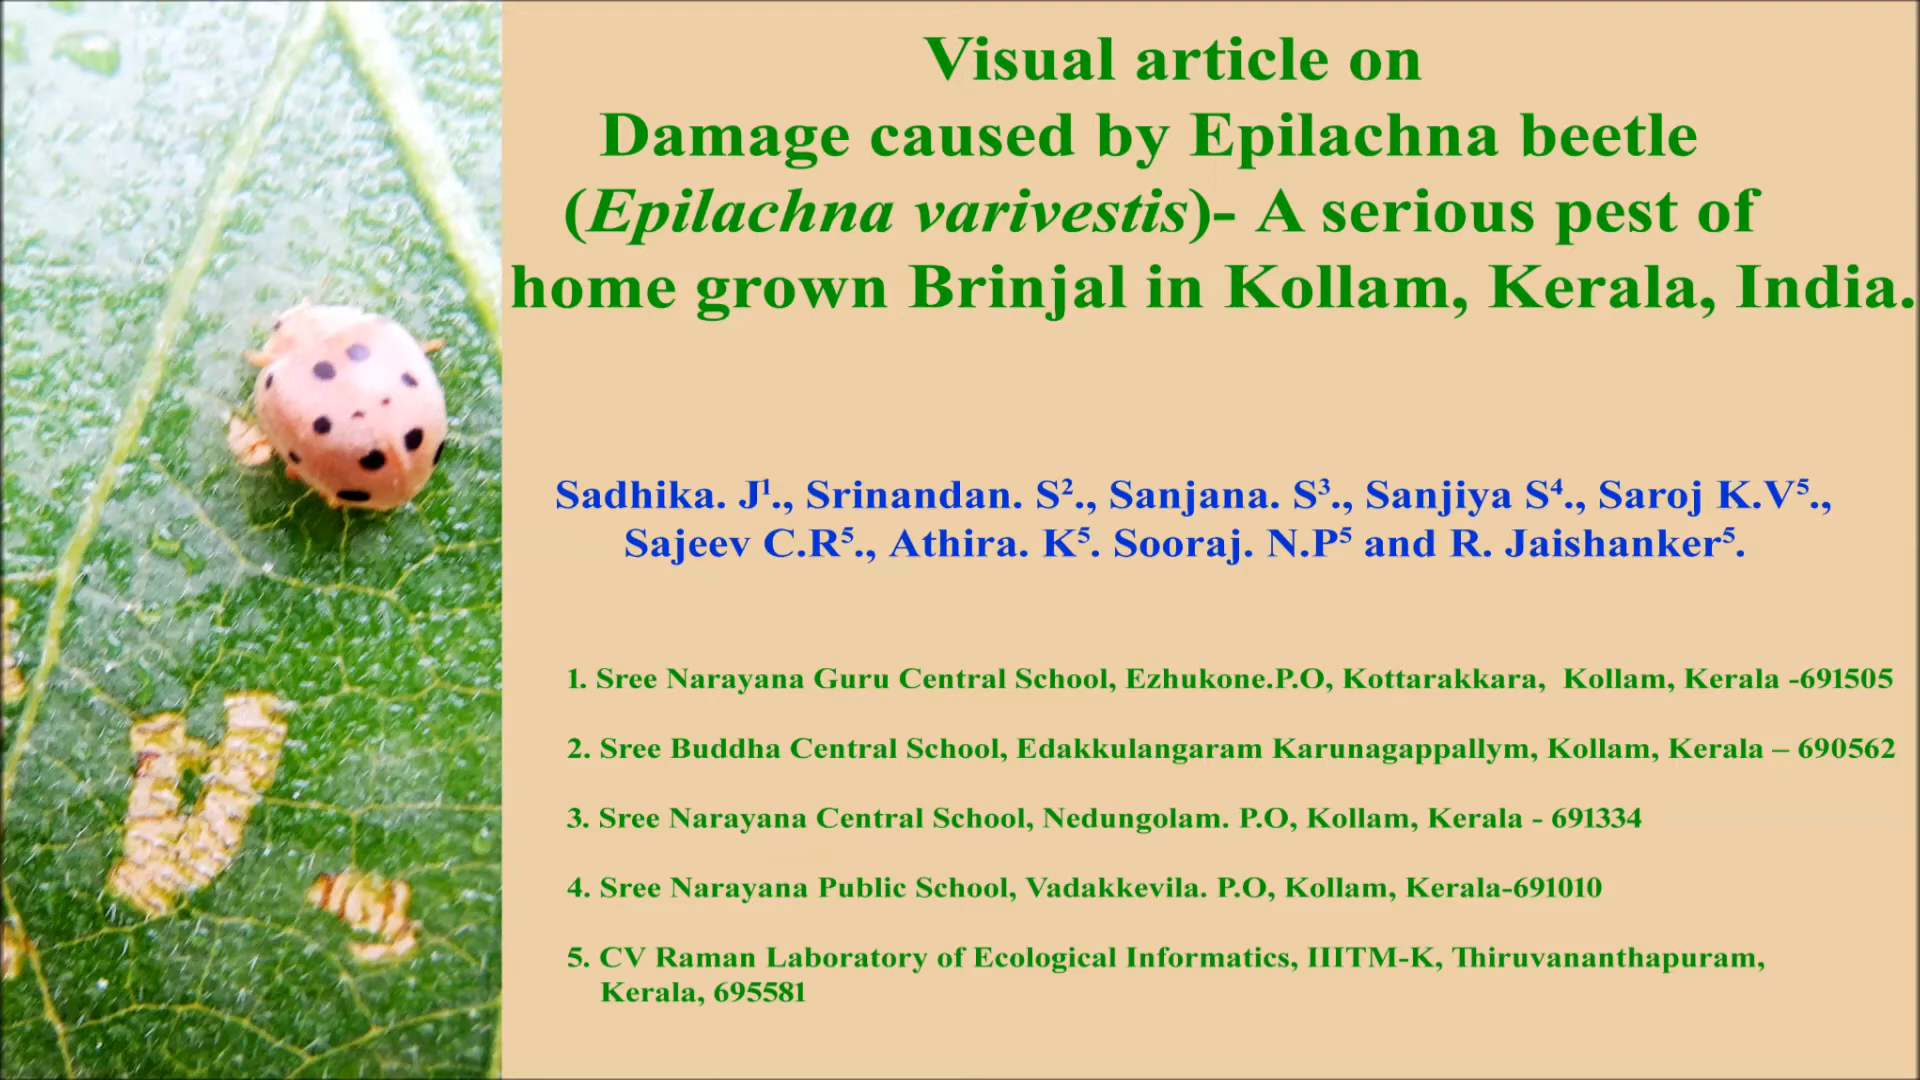 Visual article on
Damage caused by Epilachna beetle
(Epilachna varivestis)- A serious pest of
home grown Brinjal in Kollam, Kerala, India.
Sadhika. J¹., Srinandan. S²., Sanjana. S³., Sanjiya S⁴., Saroj K.V⁵.,
Sajeev C.R⁵., Athira. K⁵. Sooraj. N.P⁵ and R. Jaishanker⁵.
1. Sree Narayana Guru Central School, Ezhukone.P.O, Kottarakkara, Kollam, Kerala -691505
2. Sree Buddha Central School, Edakkulangaram Karunagappallym, Kollam, Kerala – 690562
3. Sree Narayana Central School, Nedungolam. P.O, Kollam, Kerala - 691334
4. Sree Narayana Public School, Vadakkevila. P.O, Kollam, Kerala-691010
5. CV Raman Laboratory of Ecological Informatics, IIITM-K, Thiruvananthapuram,
Kerala, 695581